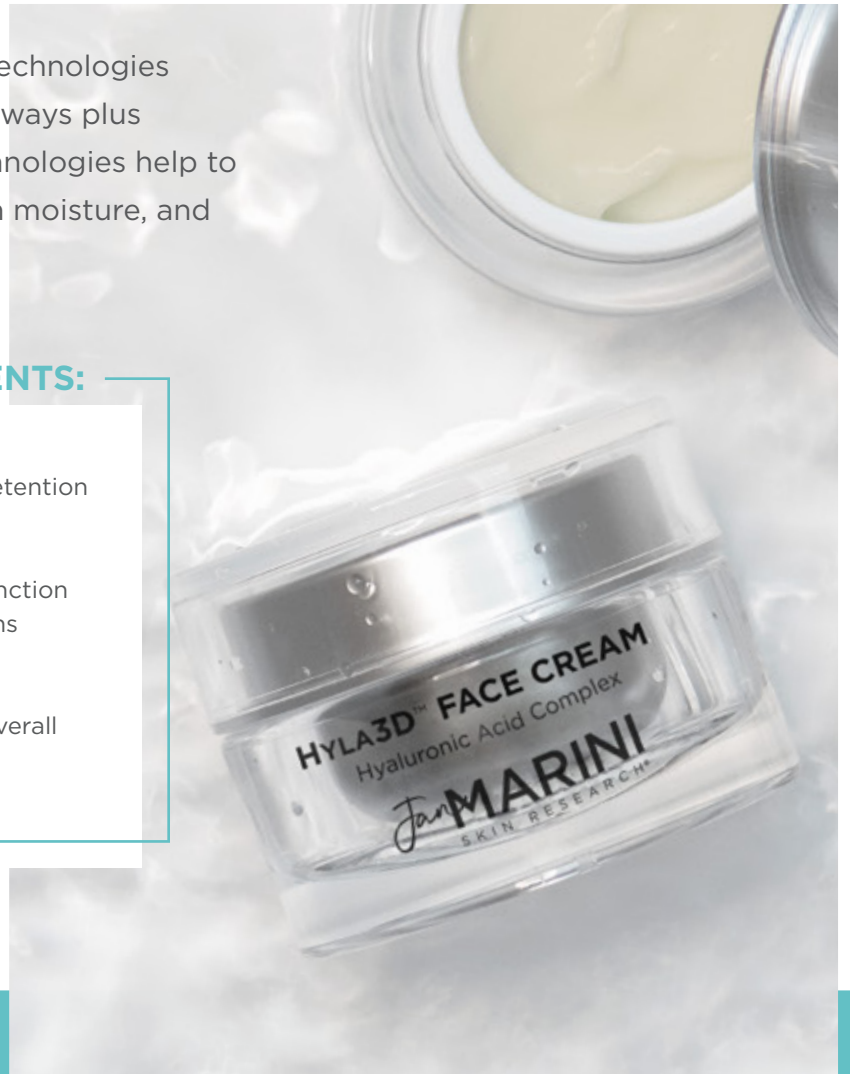 echnologies
ways plus
nologies help to
moisture, and
ENTS:
etention
nction
ns
verall
HYLA3D™ FACE CREAM
Hyaluronic Acid Complex
Jan MARINI
SKIN RESEARCH®